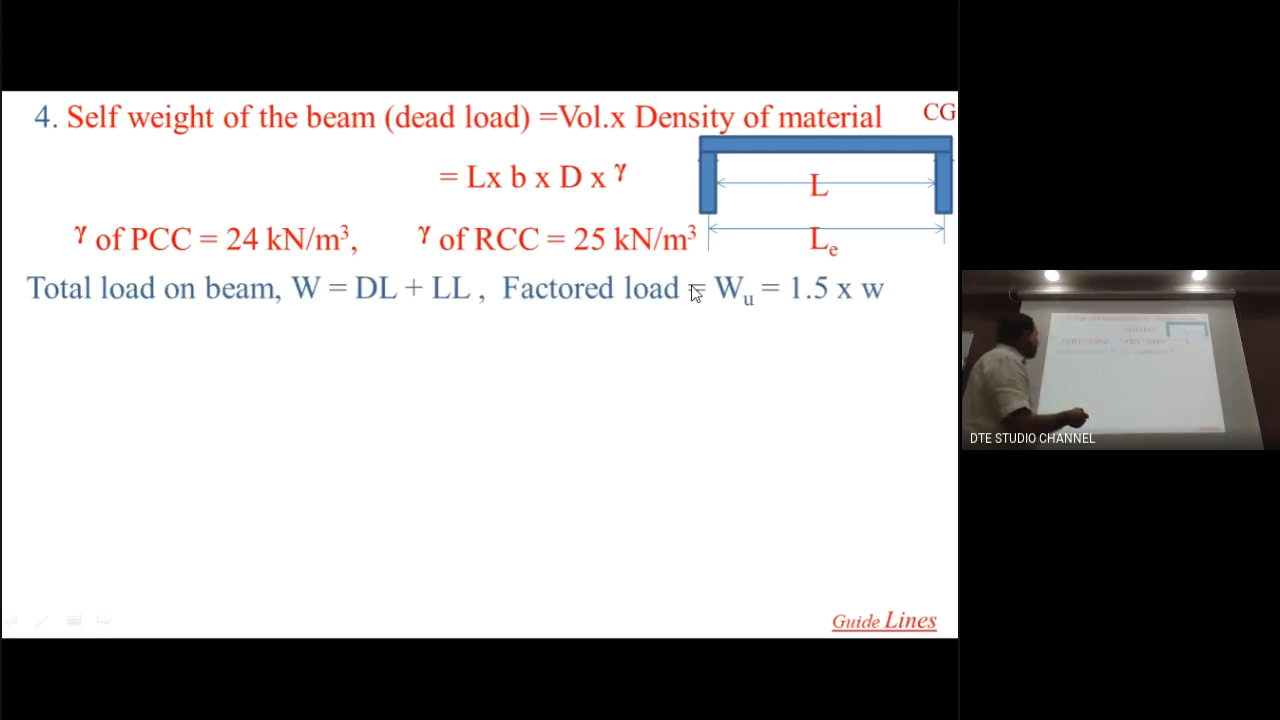 4. Self weight of the beam (dead load) =Vol.x Density of material
CG
= Lx b x D x γ
L
γ of PCC = 24 kN/m³, γ of RCC = 25 kN/m³
Lₑ
Total load on beam, W = DL + LL , Factored load = Wᵤ = 1.5 x w
DTE STUDIO CHANNEL
Guide Lines